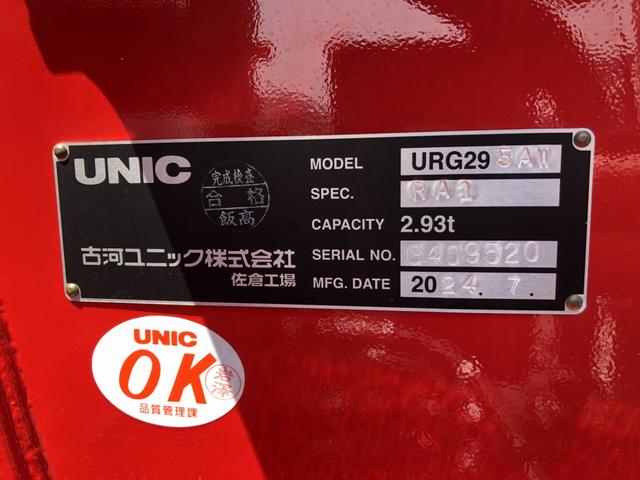 UNIC
完成検査
合格
飯高
古河ユニック株式会社
佐倉工場
MODEL URG295AW
SPEC. RA1
CAPACITY 2.93t
SERIAL NO. G409520
MFG. DATE 2024. 7.
UNIC
OK
岩澤
品質管理課